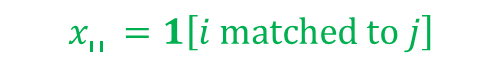 x = 𝟏[i matched to j]